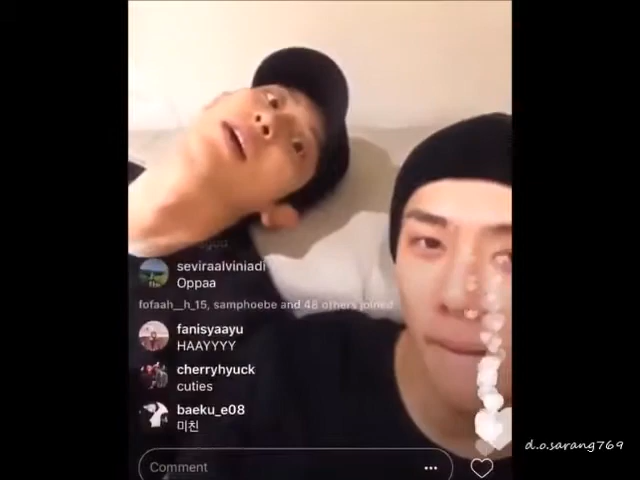 seviraalviniadi
Oppaa
fofaah__h_15, samphoebe and 48 others joined
fanisyaayu
HAAYYYY
cherryhyuck
cuties
baeku_e08
미친
Comment
d.o.sarang769